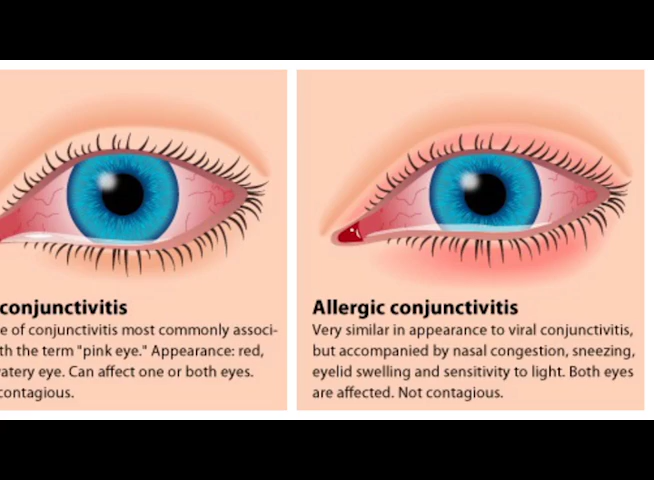 conjunctivitis
e of conjunctivitis most commonly associ-
th the term "pink eye." Appearance: red,
atery eye. Can affect one or both eyes.
contagious.
Allergic conjunctivitis
Very similar in appearance to viral conjunctivitis,
but accompanied by nasal congestion, sneezing,
eyelid swelling and sensitivity to light. Both eyes
are affected. Not contagious.